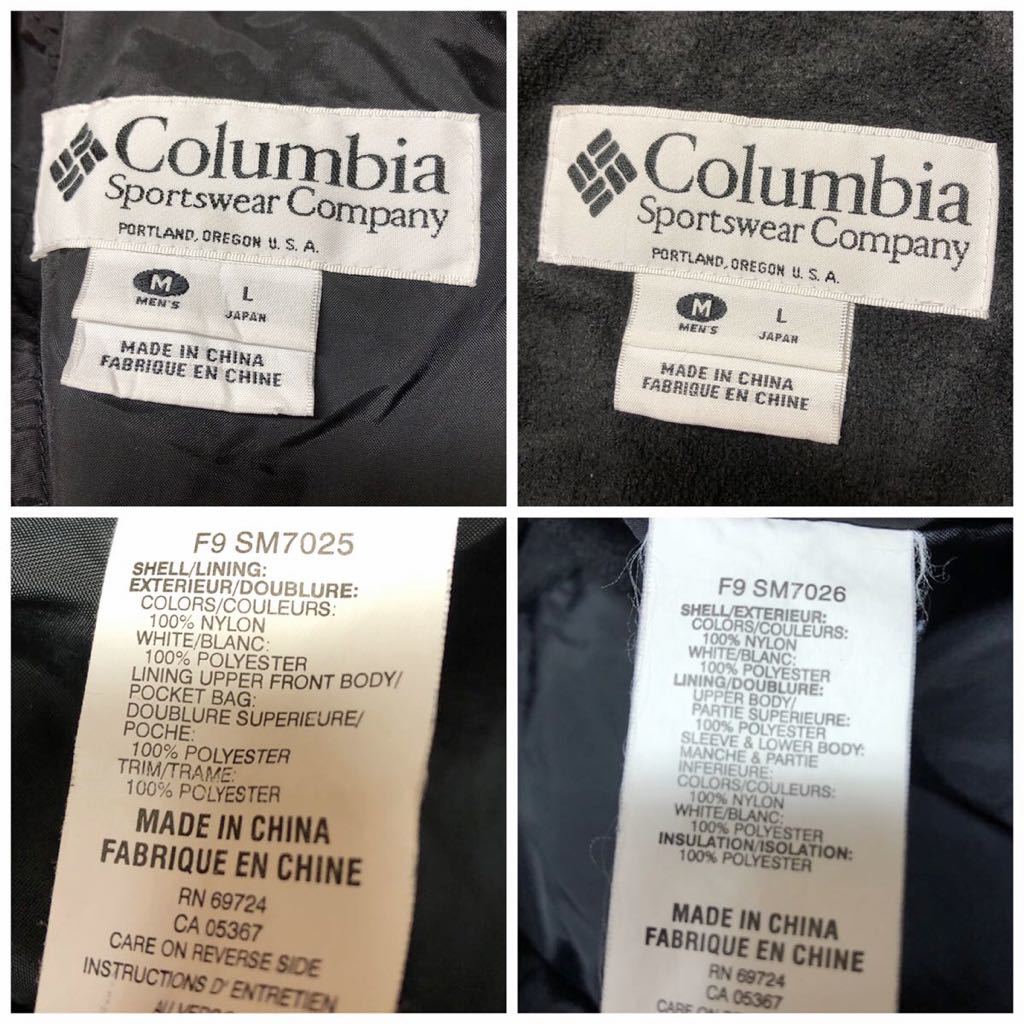 Columbia
Sportswear Company
PORTLAND, OREGON U.S.A.
M L
MEN'S JAPAN
MADE IN CHINA
FABRIQUE EN CHINE
Columbia
Sportswear Company
PORTLAND, OREGON U.S.A.
M L
MEN'S JAPAN
MADE IN CHINA
FABRIQUE EN CHINE
F9 SM7025
SHELL/LINING:
EXTERIEUR/DOUBLURE:
COLORS/COULEURS:
100% NYLON
WHITE/BLANC:
100% POLYESTER
LINING UPPER FRONT BODY/
POCKET BAG:
DOUBLURE SUPERIEURE/
POCHE:
100% POLYESTER
TRIM/TRAME:
100% POLYESTER
MADE IN CHINA
FABRIQUE EN CHINE
RN 69724
CA 05367
CARE ON REVERSE SIDE
INSTRUCTIONS D'ENTRETIEN
F9 SM7026
SHELL/EXTERIEUR:
COLORS/COULEURS:
100% NYLON
WHITE/BLANC:
100% POLYESTER
LINING/DOUBLURE:
UPPER BODY/
PARTIE SUPERIEURE:
100% POLYESTER
SLEEVE & LOWER BODY:
MANCHE & PARTIE
INFERIEURE:
COLORS/COULEURS:
100% NYLON
WHITE/BLANC:
100% POLYESTER
INSULATION/ISOLATION:
100% POLYESTER
MADE IN CHINA
FABRIQUE EN CHINE
RN 69724
CA 05367